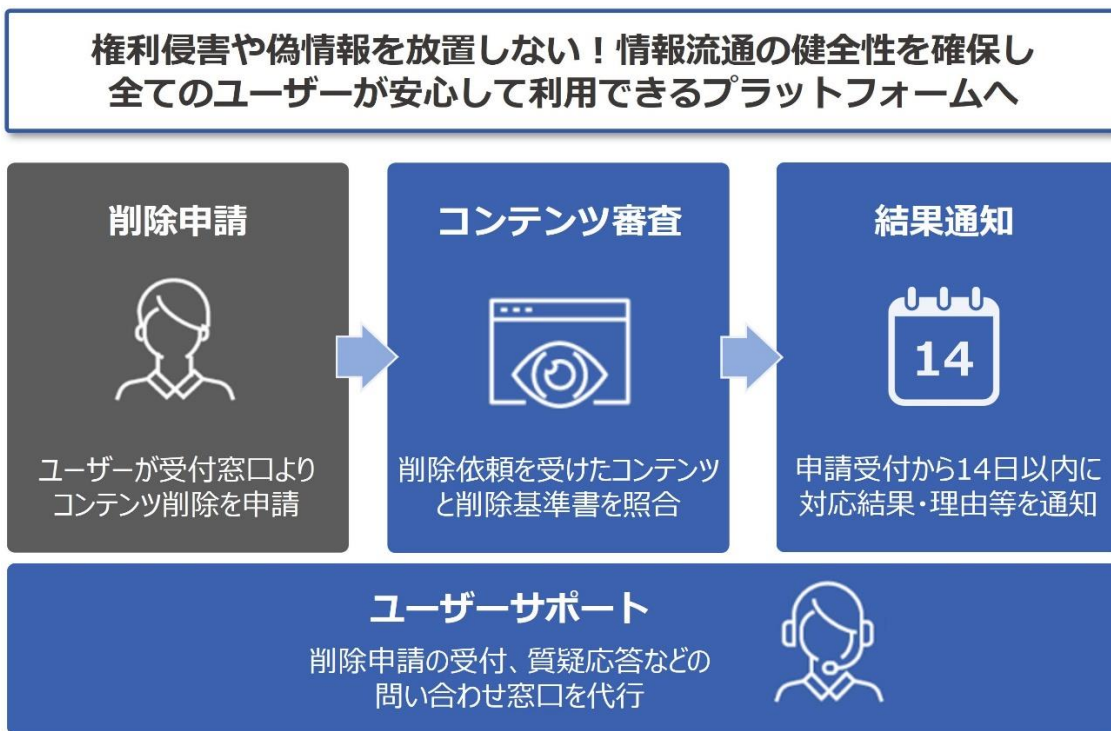 権利侵害や偽情報を放置しない！情報流通の健全性を確保し
全てのユーザーが安心して利用できるプラットフォームへ
削除申請
ユーザーが受付窓口より
コンテンツ削除を申請
コンテンツ審査
削除依頼を受けたコンテンツ
と削除基準書を照合
結果通知
14
申請受付から14日以内に
対応結果・理由等を通知
ユーザーサポート
削除申請の受付、質疑応答などの
問い合わせ窓口を代行